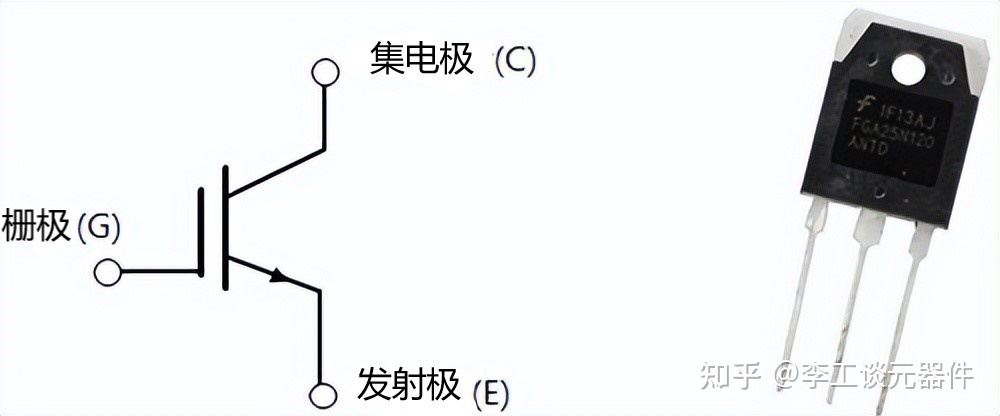 集电极 (C)
栅极 (G)
发射极 (E)
1F13AJ
FGA25N120
ANTD
知乎 @李工谈元器件